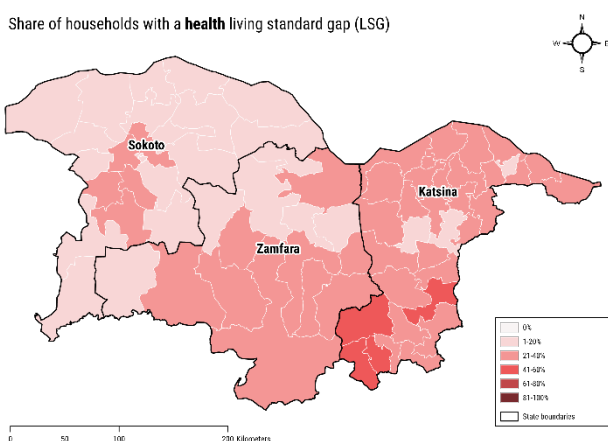 Share of households with a health living standard gap (LSG)
N
W E
S
Sokoto
Katsina
Zamfara
0%
1-20%
21-40%
41-60%
61-80%
81-100%
State boundaries
0 50 100 200 Kilometers